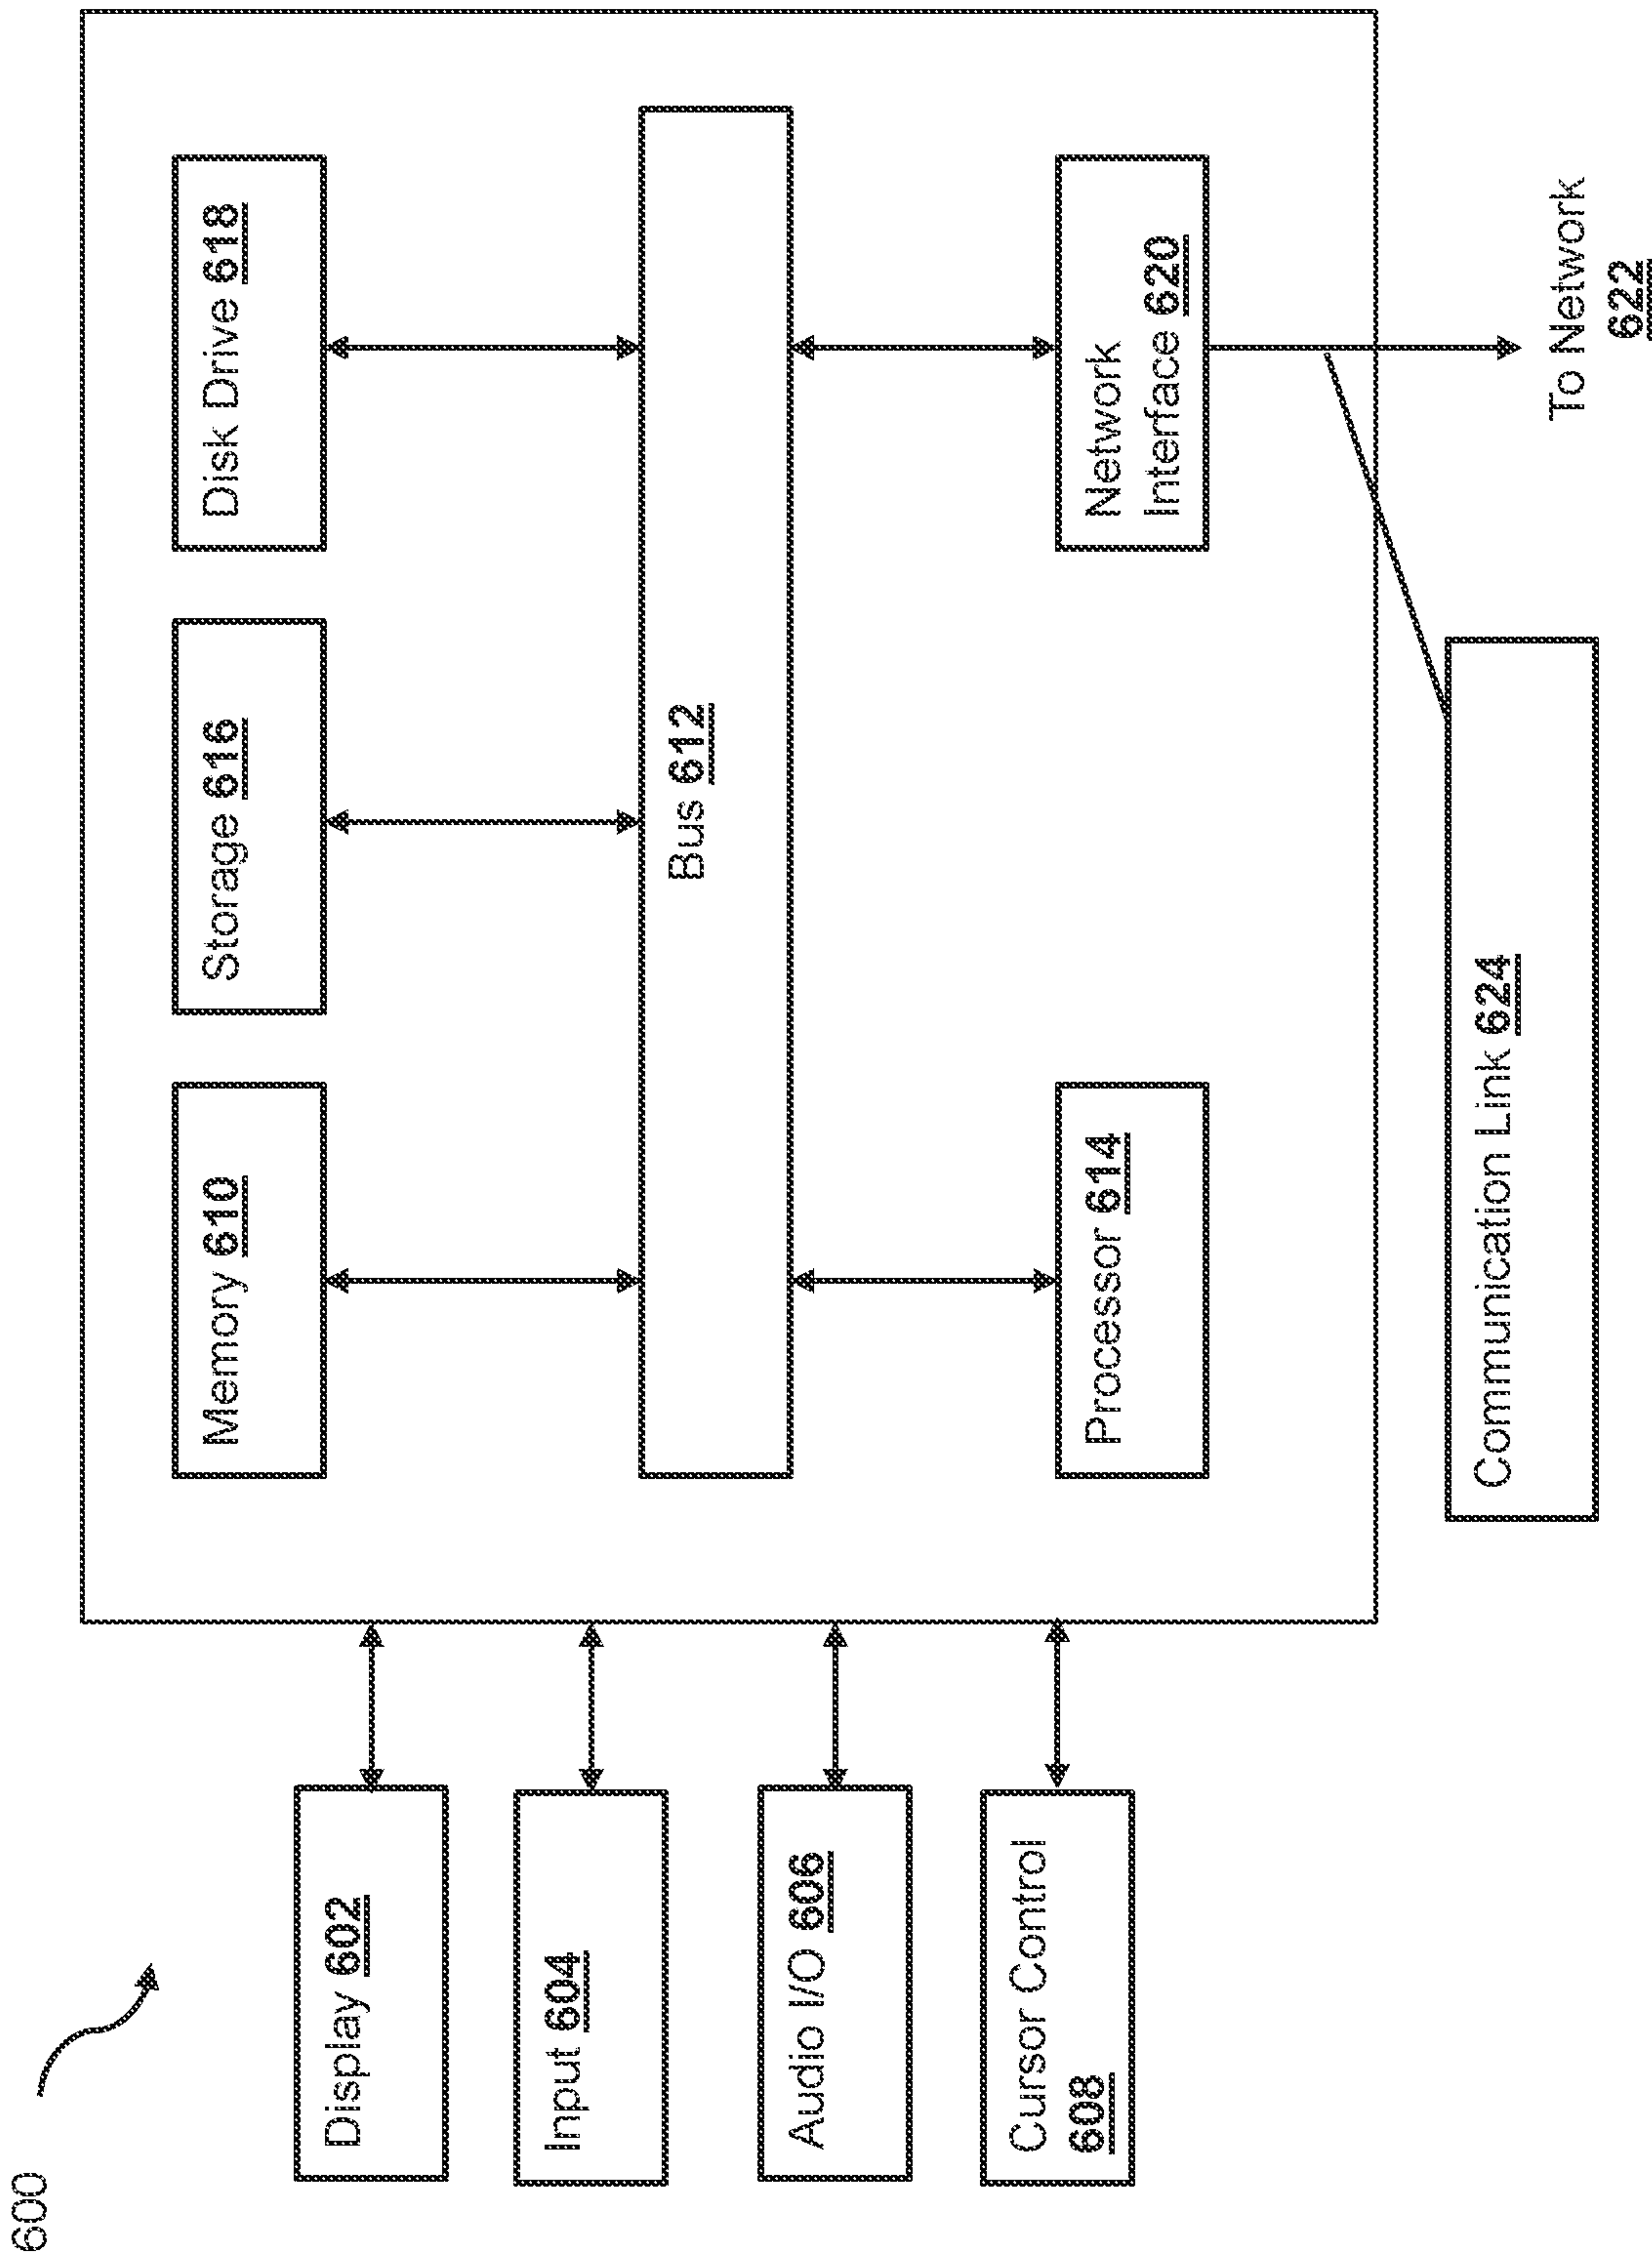 600
Display 602
Input 604
Audio I/O 606
Cursor Control
608
Memory 610
Storage 616
Disk Drive 618
Bus 612
Processor 614
Network
Interface 620
Communication Link 624
To Network
622